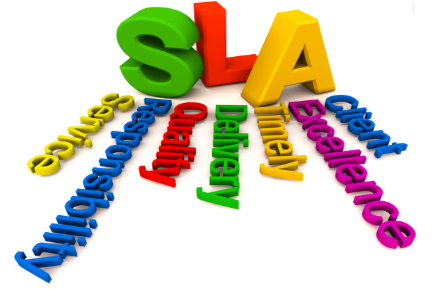 SLA
Service
Responsibility
Quality
Delivery
Timely
Excellence
Client